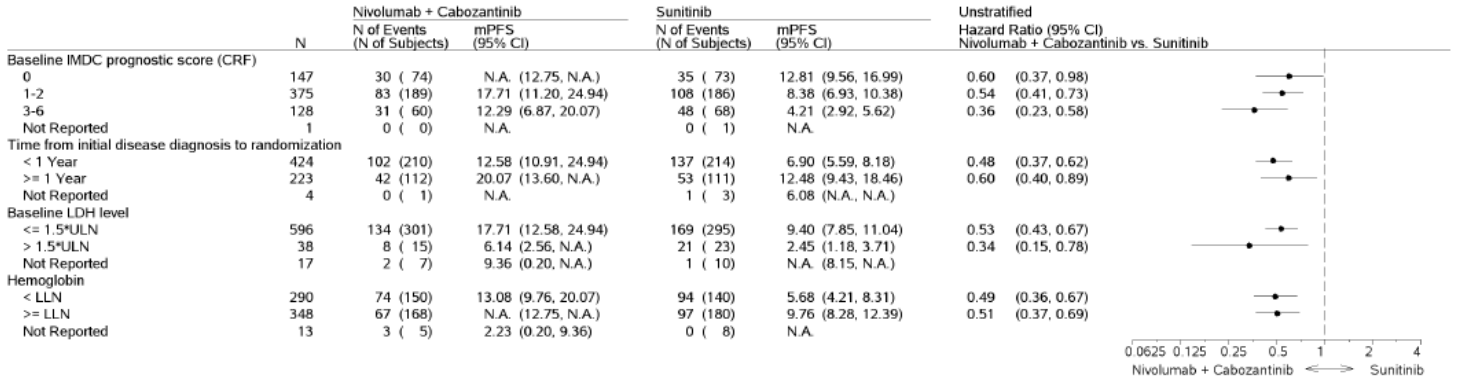 Nivolumab + Cabozantinib Sunitinib Unstratified
N of Events mPFS N of Events mPFS Hazard Ratio (95% CI)
N (N of Subjects) (95% CI) (N of Subjects) (95% CI) Nivolumab + Cabozantinib vs. Sunitinib
Baseline IMDC prognostic score (CRF)
0 147 30 ( 74) N.A. (12.75, N.A.) 35 ( 73) 12.81 (9.56, 16.99) 0.60 (0.37, 0.98)
1-2 375 83 (189) 17.71 (11.20, 24.94) 108 (186) 8.38 (6.93, 10.38) 0.54 (0.41, 0.73)
3-6 128 31 ( 60) 12.29 (6.87, 20.07) 48 ( 68) 4.21 (2.92, 5.62) 0.36 (0.23, 0.58)
Not Reported 1 0 ( 0) N.A. 0 ( 1) N.A.
Time from initial disease diagnosis to randomization
< 1 Year 424 102 (210) 12.58 (10.91, 24.94) 137 (214) 6.90 (5.59, 8.18) 0.48 (0.37, 0.62)
>= 1 Year 223 42 (112) 20.07 (13.60, N.A.) 53 (111) 12.48 (9.43, 18.46) 0.60 (0.40, 0.89)
Not Reported 4 0 ( 1) N.A. 1 ( 3) 6.08 (N.A., N.A.)
Baseline LDH level
<= 1.5*ULN 596 134 (301) 17.71 (12.58, 24.94) 169 (295) 9.40 (7.85, 11.04) 0.53 (0.43, 0.67)
> 1.5*ULN 38 8 ( 15) 6.14 (2.56, N.A.) 21 ( 23) 2.45 (1.18, 3.71) 0.34 (0.15, 0.78)
Not Reported 17 2 ( 7) 9.36 (0.20, N.A.) 1 ( 10) N.A. (8.15, N.A.)
Hemoglobin
< LLN 290 74 (150) 13.08 (9.76, 20.07) 94 (140) 5.68 (4.21, 8.31) 0.49 (0.36, 0.67)
>= LLN 348 67 (168) N.A. (12.75, N.A.) 97 (180) 9.76 (8.28, 12.39) 0.51 (0.37, 0.69)
Not Reported 13 3 ( 5) 2.23 (0.20, 9.36) 0 ( 8) N.A.
0.0625 0.125 0.25 0.5 1 2 4
Nivolumab + Cabozantinib <----> Sunitinib